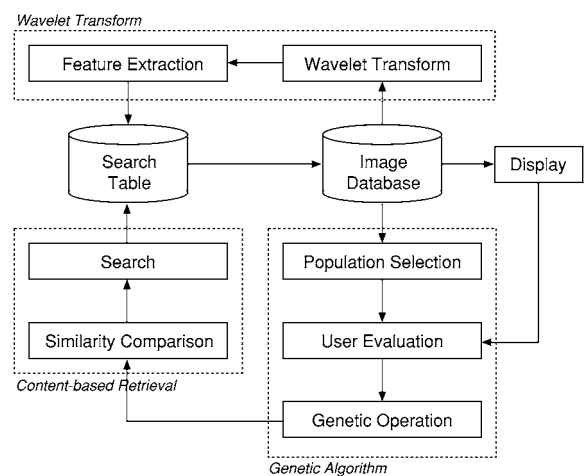 Wavelet Transform
Feature Extraction
Wavelet Transform
Search
Table
Image
Database
Display
Search
Population Selection
Similarity Comparison
User Evaluation
Content-based Retrieval
Genetic Operation
Genetic Algorithm